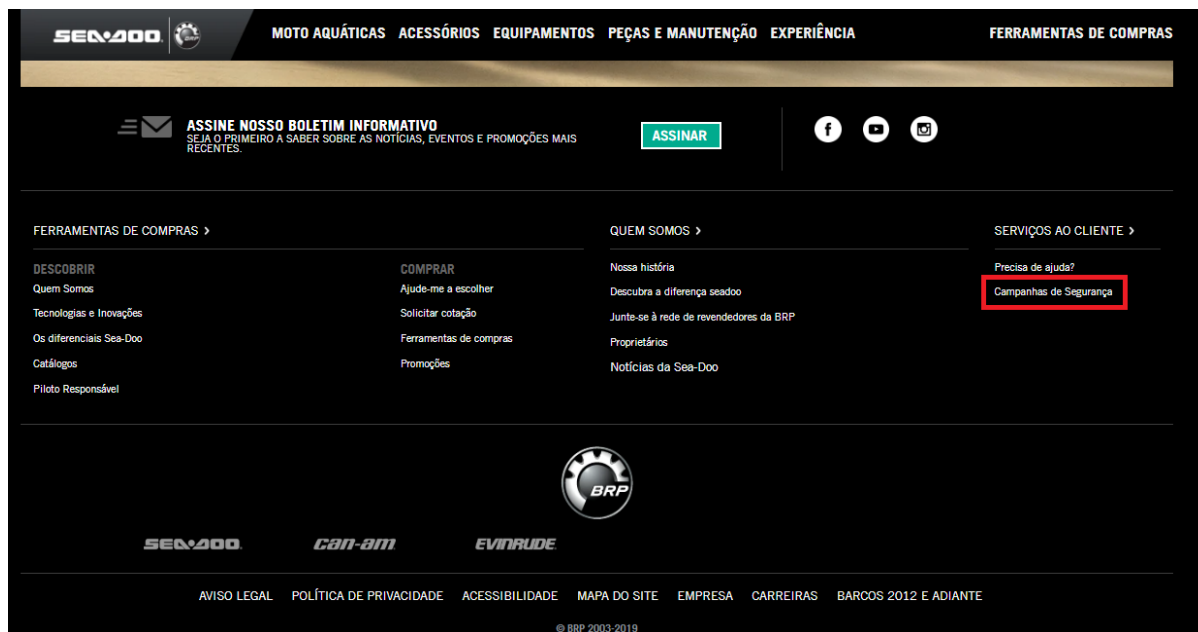 SEA-DOO
MOTO AQUÁTICAS ACESSÓRIOS EQUIPAMENTOS PEÇAS E MANUTENÇÃO EXPERIÊNCIA FERRAMENTAS DE COMPRAS
ASSINE NOSSO BOLETIM INFORMATIVO
SEJA O PRIMEIRO A SABER SOBRE AS NOTÍCIAS, EVENTOS E PROMOÇÕES MAIS
RECENTES.
ASSINAR
FERRAMENTAS DE COMPRAS >
DESCOBRIR
Quem Somos
Tecnologias e Inovações
Os diferenciais Sea-Doo
Catálogos
Piloto Responsável
COMPRAR
Ajude-me a escolher
Solicitar cotação
Ferramentas de compras
Promoções
QUEM SOMOS >
Nossa história
Descubra a diferença seadoo
Junte-se à rede de revendedores da BRP
Proprietários
Notícias da Sea-Doo
SERVIÇOS AO CLIENTE >
Precisa de ajuda?
Campanhas de Segurança
BRP
SEA-DOO can-am EVINRUDE
AVISO LEGAL POLÍTICA DE PRIVACIDADE ACESSIBILIDADE MAPA DO SITE EMPRESA CARREIRAS BARCOS 2012 E ADIANTE
© BRP 2003-2019